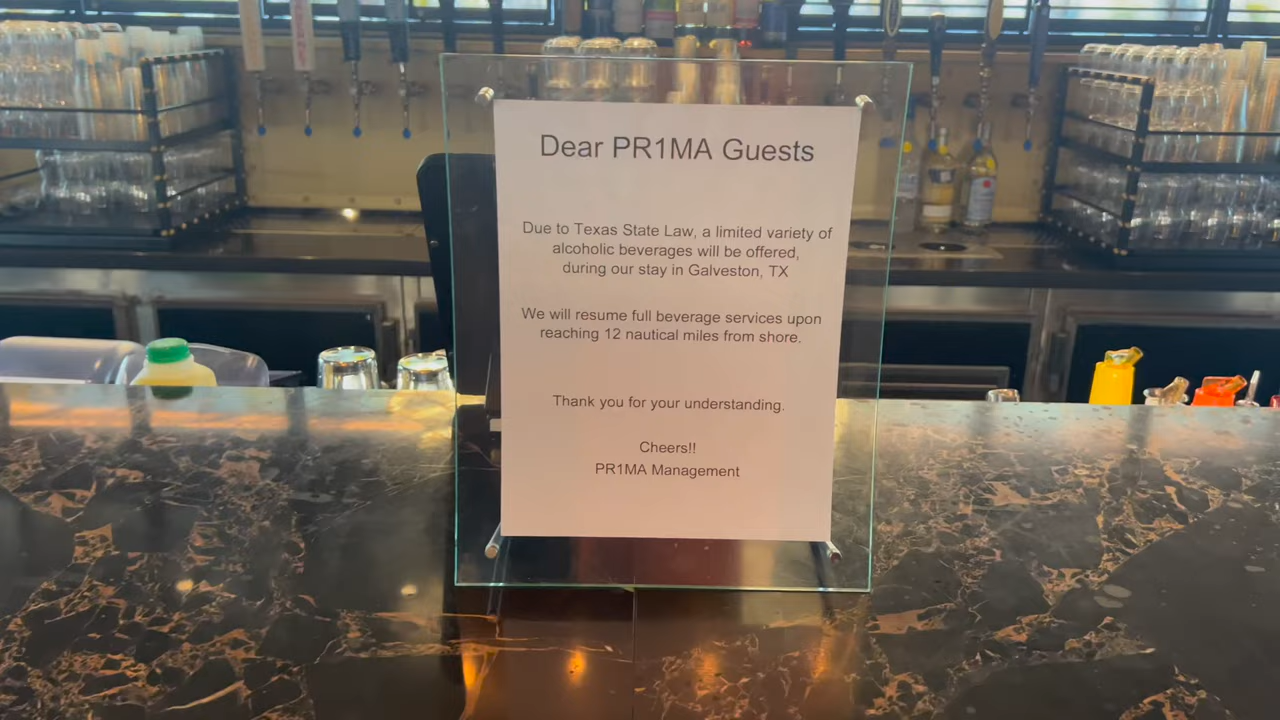 Dear PR1MA Guests
Due to Texas State Law, a limited variety of
alcoholic beverages will be offered,
during our stay in Galveston, TX
We will resume full beverage services upon
reaching 12 nautical miles from shore.
Thank you for your understanding.
Cheers!!
PR1MA Management